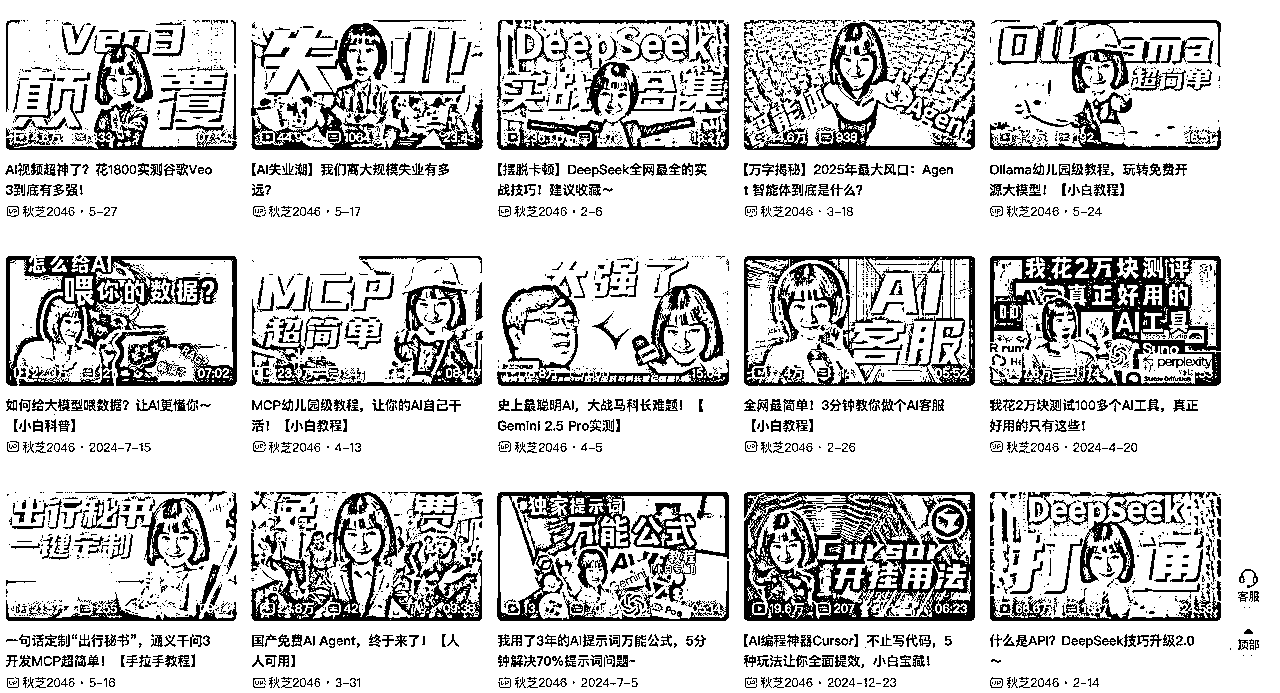 Veo3
颠覆
AI视频超神了？花1800实测谷歌Veo
3到底有多强！
秋芝2046 · 5-27
失业
【AI失业潮】我们离大规模失业有多
远？
秋芝2046 · 5-17
DeepSeek
实战合集
【摆脱卡顿】DeepSeek全网最全的实
战技巧！建议收藏～
秋芝2046 · 2-6
智能体Agent
【万字揭秘】2025年最大风口：Agen
t 智能体到底是什么？
秋芝2046 · 3-18
Ollama
超简单
Ollama幼儿园级教程，玩转免费开
源大模型！【小白教程】
秋芝2046 · 5-24
怎么给AI
喂你的数据？
07:02
如何给大模型喂数据？让AI更懂你～
【小白科普】
秋芝2046 · 2024-7-15
MCP
超简单
MCP幼儿园级教程，让你的AI自己干
活！【小白教程】
秋芝2046 · 4-13
太强了
史上最聪明AI，大战马科长难题！【
Gemini 2.5 Pro实测】
秋芝2046 · 4-5
AI
客服
05:52
全网最简单！3分钟教你做个AI客服
【小白教程】
秋芝2046 · 2-26
我花2万块测评
真正好用的
AI工具
Suno
perplexity
我花2万块测试100多个AI工具，真正
好用的只有这些！
秋芝2046 · 2024-4-20
出行秘书
一键定制
一句话定制“出行秘书”，通义千问3
开发MCP超简单！【手拉手教程】
秋芝2046 · 5-16
免费
09:38
国产免费AI Agent，终于来了！【人
人可用】
秋芝2046 · 3-31
独家提示词
万能公式
我用了3年的AI提示词万能公式，5分
钟解决70%提示词问题~
秋芝2046 · 2024-7-5
Cursor
开挂用法
19.6万 207 06:23
【AI编程神器Cursor】不止写代码，5
种玩法让你全面提效，小白宝藏！
秋芝2046 · 2024-12-23
DeepSeek
打通
什么是API？DeepSeek技巧升级2.0
～
秋芝2046 · 2-14
客服
顶部